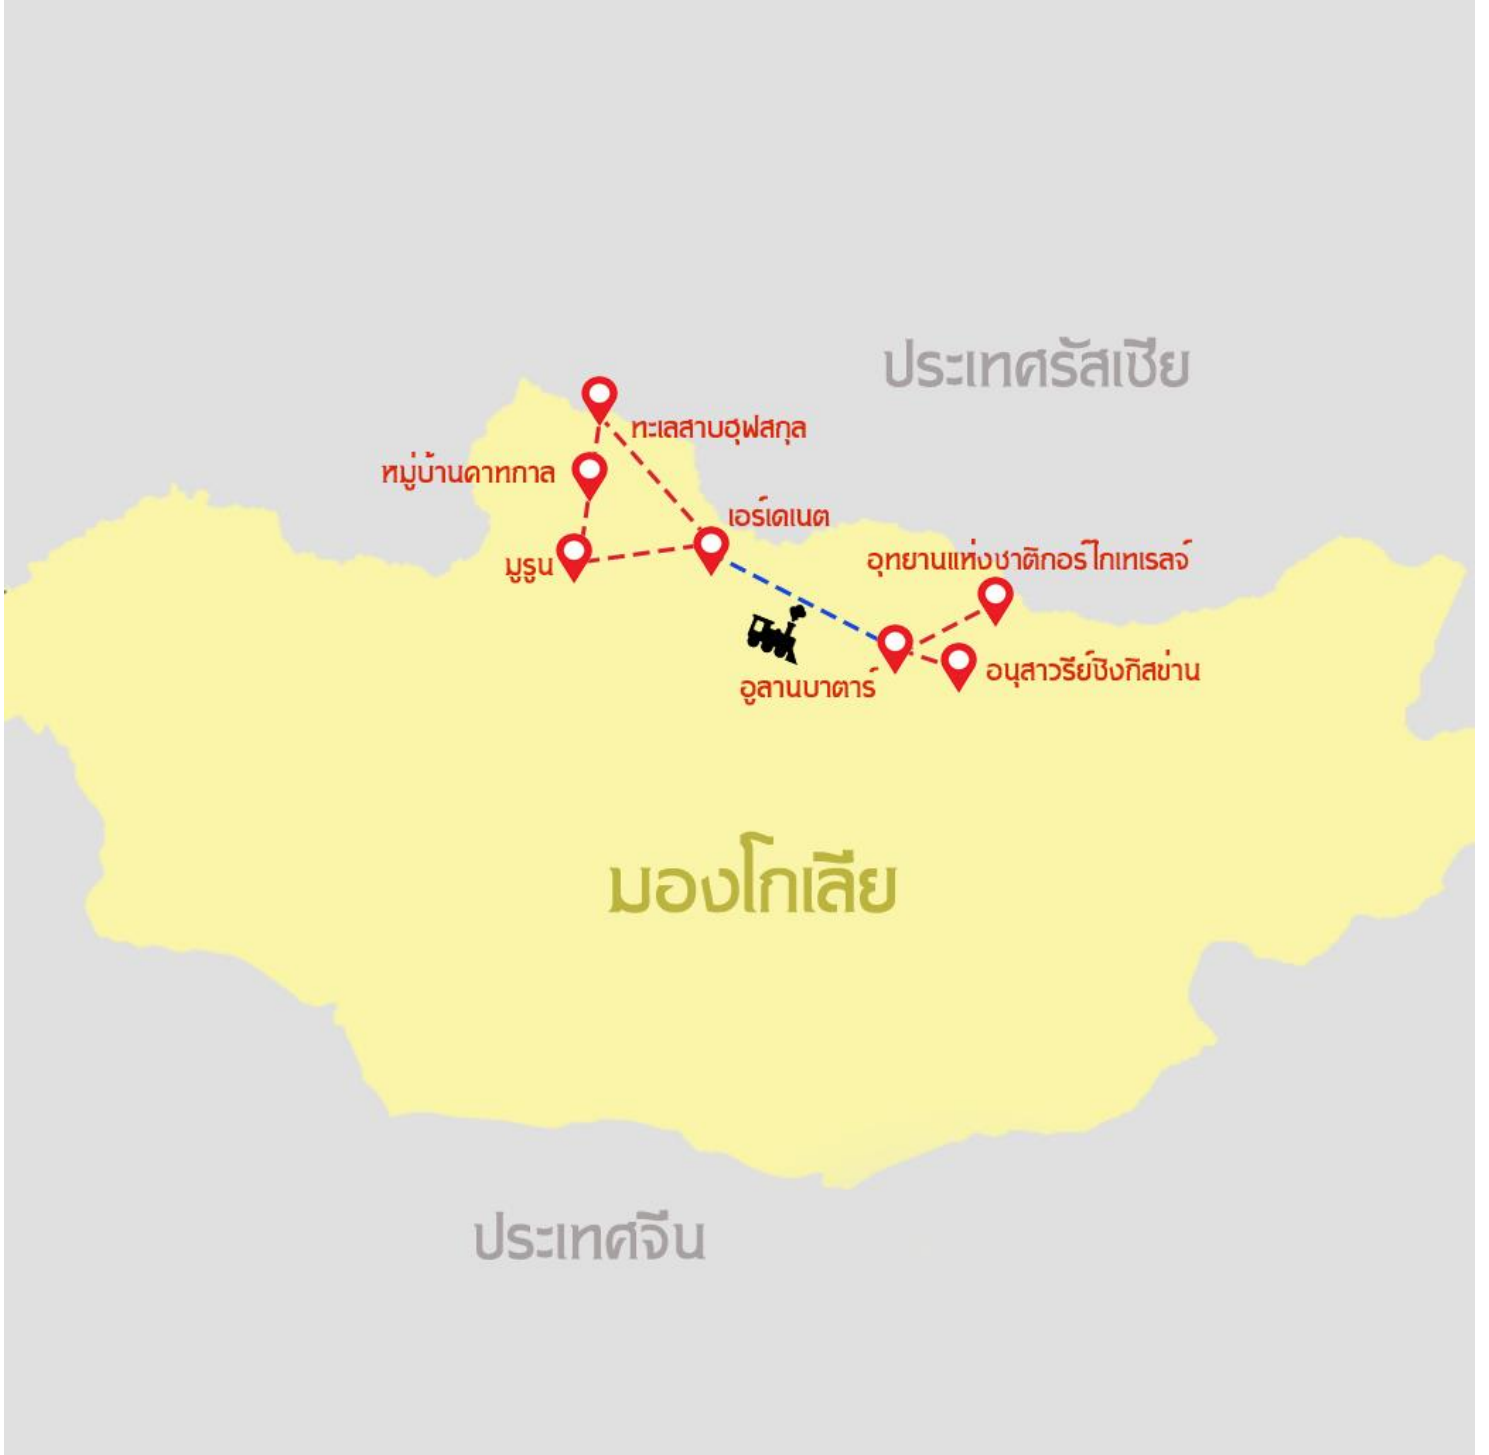 ประเทศรัสเซีย
ทะเลสาบฮุฟสกุล
หมู่บ้านคาทกาล
เอร์เดเนต
อุทยานแห่งชาติกอร์ไกเทเรลจ์
มูรูน
อนุสาวรีย์ชิงกิสข่าน
อูลานบาตาร์
มองโกเลีย
ประเทศจีน